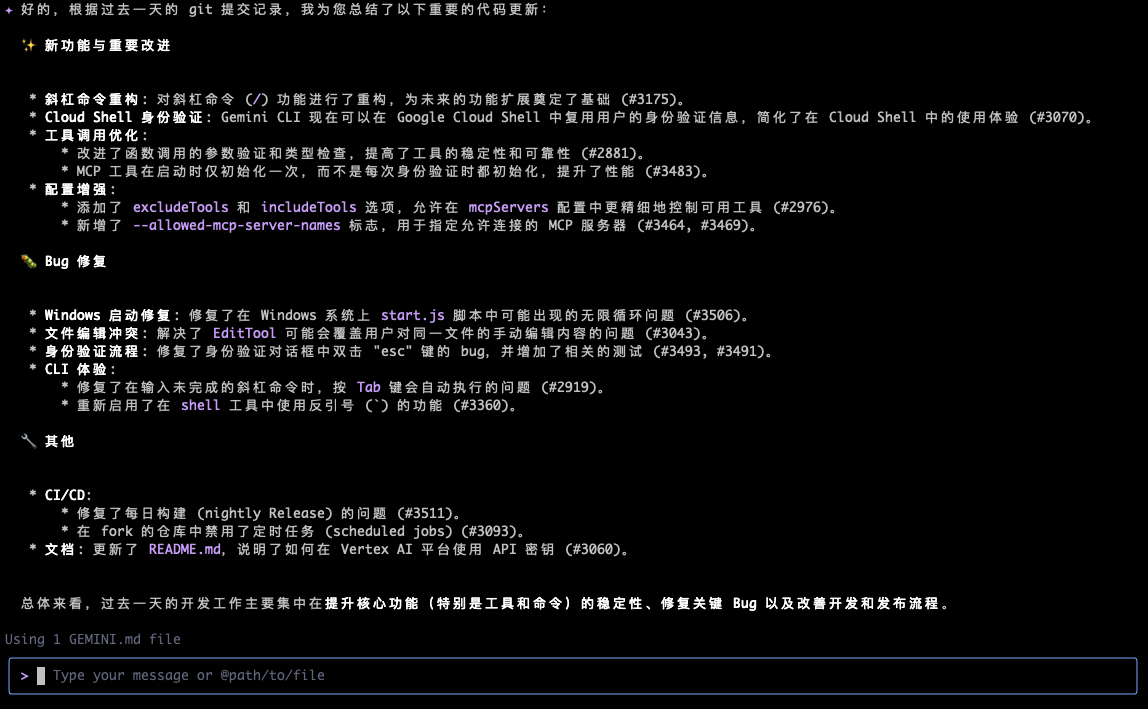 ✦ 好的，根据过去一天的 git 提交记录，我为您总结了以下重要的代码更新：
✨ 新功能与重要改进
* 斜杠命令重构：对斜杠命令 (/) 功能进行了重构，为未来的功能扩展奠定了基础 (#3175)。
* Cloud Shell 身份验证：Gemini CLI 现在可以在 Google Cloud Shell 中复用用户的身份验证信息，简化了在 Cloud Shell 中的使用体验 (#3070)。
* 工具调用优化：
* 改进了函数调用的参数验证和类型检查，提高了工具的稳定性和可靠性 (#2881)。
* MCP 工具在启动时仅初始化一次，而不是每次身份验证时都初始化，提升了性能 (#3483)。
* 配置增强：
* 添加了 excludeTools 和 includeTools 选项，允许在 mcpServers 配置中更精细地控制可用工具 (#2976)。
* 新增了 --allowed-mcp-server-names 标志，用于指定允许连接的 MCP 服务器 (#3464, #3469)。
🐛 Bug 修复
* Windows 启动修复：修复了在 Windows 系统上 start.js 脚本中可能出现的无限循环问题 (#3506)。
* 文件编辑冲突：解决了 EditTool 可能会覆盖用户对同一文件的手动编辑内容的问题 (#3043)。
* 身份验证流程：修复了身份验证对话框中双击 "esc" 键的 bug，并增加了相关的测试 (#3493, #3491)。
* CLI 体验：
* 修复了在输入未完成的斜杠命令时，按 Tab 键会自动执行的问题 (#2919)。
* 重新启用了在 shell 工具中使用反引号 (`) 的功能 (#3360)。
🔧 其他
* CI/CD:
* 修复了每日构建 (nightly Release) 的问题 (#3511)。
* 在 fork 的仓库中禁用了定时任务 (scheduled jobs) (#3093)。
* 文档：更新了 README.md，说明了如何在 Vertex AI 平台使用 API 密钥 (#3060)。
总体来看，过去一天的开发工作主要集中在提升核心功能（特别是工具和命令）的稳定性、修复关键 Bug 以及改善开发和发布流程。
Using 1 GEMINI.md file
> Type your message or @path/to/file